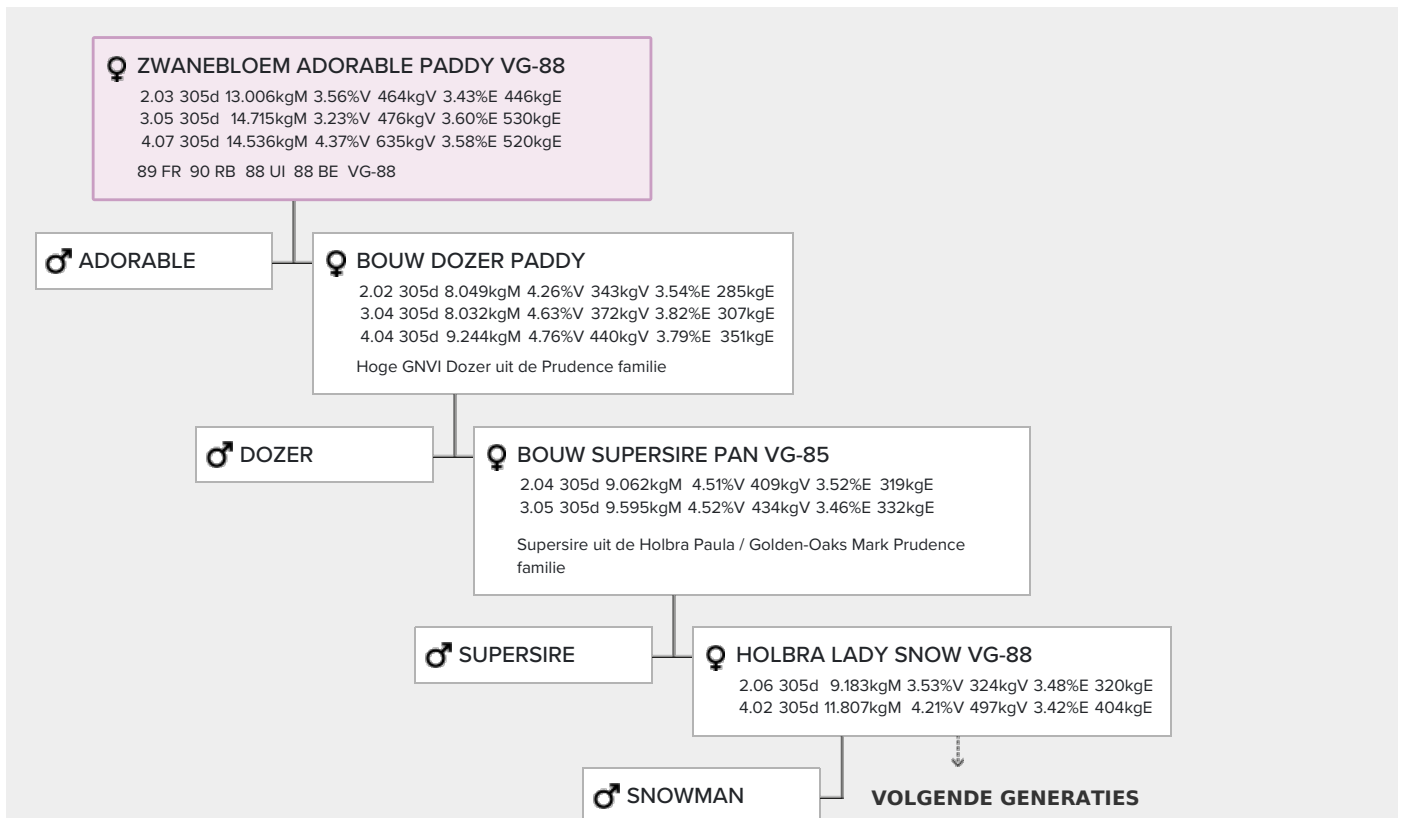 ZWANEBLOEM ADORABLE PADDY VG-88
2.03 305d 13.006kgM 3.56%V 464kgV 3.43%E 446kgE
3.05 305d 14.715kgM 3.23%V 476kgV 3.60%E 530kgE
4.07 305d 14.536kgM 4.37%V 635kgV 3.58%E 520kgE
89 FR 90 RB 88 UI 88 BE VG-88
ADORABLE
BOUW DOZER PADDY
2.02 305d 8.049kgM 4.26%V 343kgV 3.54%E 285kgE
3.04 305d 8.032kgM 4.63%V 372kgV 3.82%E 307kgE
4.04 305d 9.244kgM 4.76%V 440kgV 3.79%E 351kgE
Hoge GNVI Dozer uit de Prudence familie
DOZER
BOUW SUPERSIRE PAN VG-85
2.04 305d 9.062kgM 4.51%V 409kgV 3.52%E 319kgE
3.05 305d 9.595kgM 4.52%V 434kgV 3.46%E 332kgE
Supersire uit de Holbra Paula / Golden-Oaks Mark Prudence
familie
SUPERSIRE
HOLBRA LADY SNOW VG-88
2.06 305d 9.183kgM 3.53%V 324kgV 3.48%E 320kgE
4.02 305d 11.807kgM 4.21%V 497kgV 3.42%E 404kgE
SNOWMAN
VOLGENDE GENERATIES